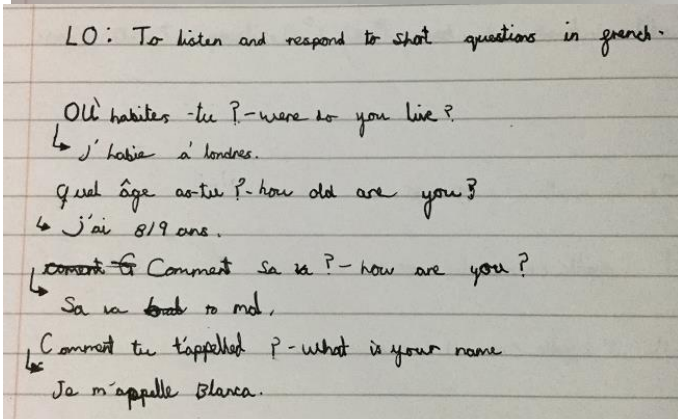 LO: To listen and respond to short questions in french.
Où habites-tu ? - were do you live ?
J'habie à londres.
Quel âge as-tu ? - how old are you ?
J'ai 8/9 ans.
coment Comment sa va ? - how are you ?
Sa va to mal,
Comment tu t'appelled ? - what is your name
Je m'appelle Blanca.